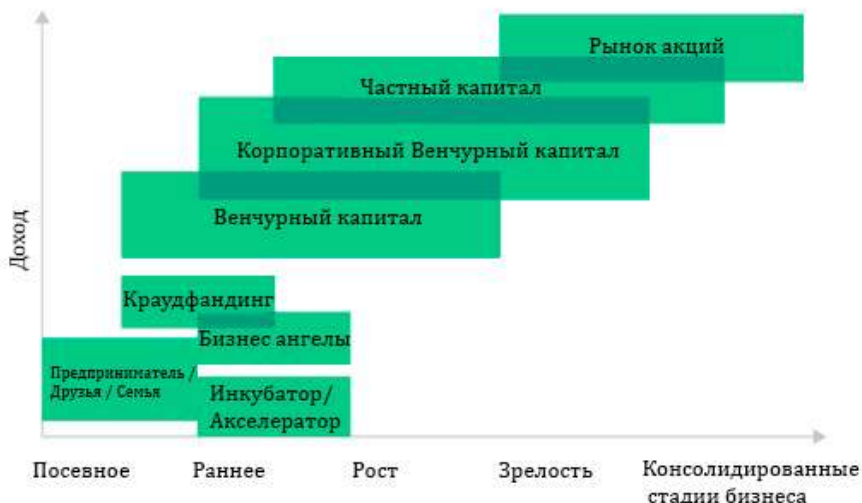 Рынок акций
Частный капитал
Корпоративный Венчурный капитал
Венчурный капитал
Доход
Краудфандинг
Бизнес ангелы
Предприниматель /
Друзья / Семья
Инкубатор/
Акселератор
Посевное
Раннее
Рост
Зрелость
Консолидированные
стадии бизнеса